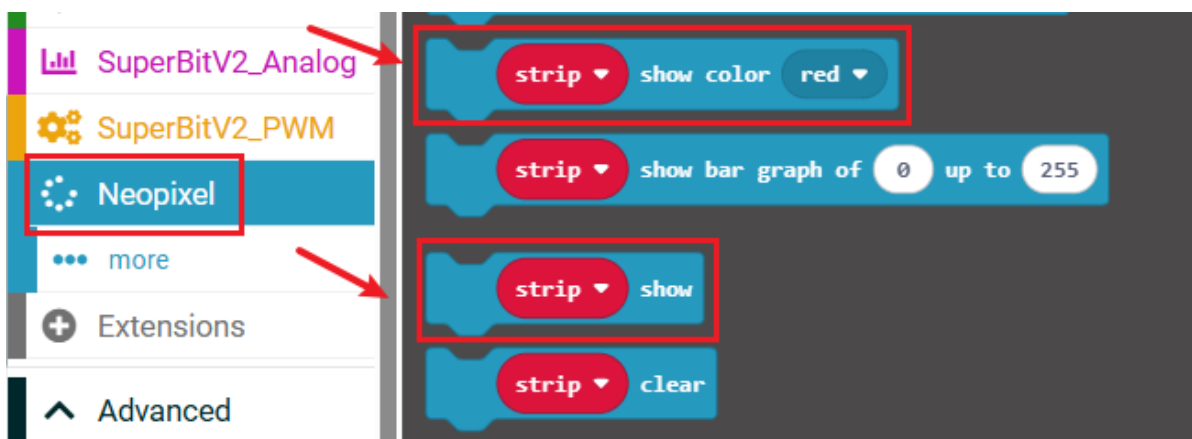 SuperBitV2_Analog
SuperBitV2_PWM
Neopixel
more
Extensions
Advanced
strip show color red
strip show bar graph of 0 up to 255
strip show
strip clear